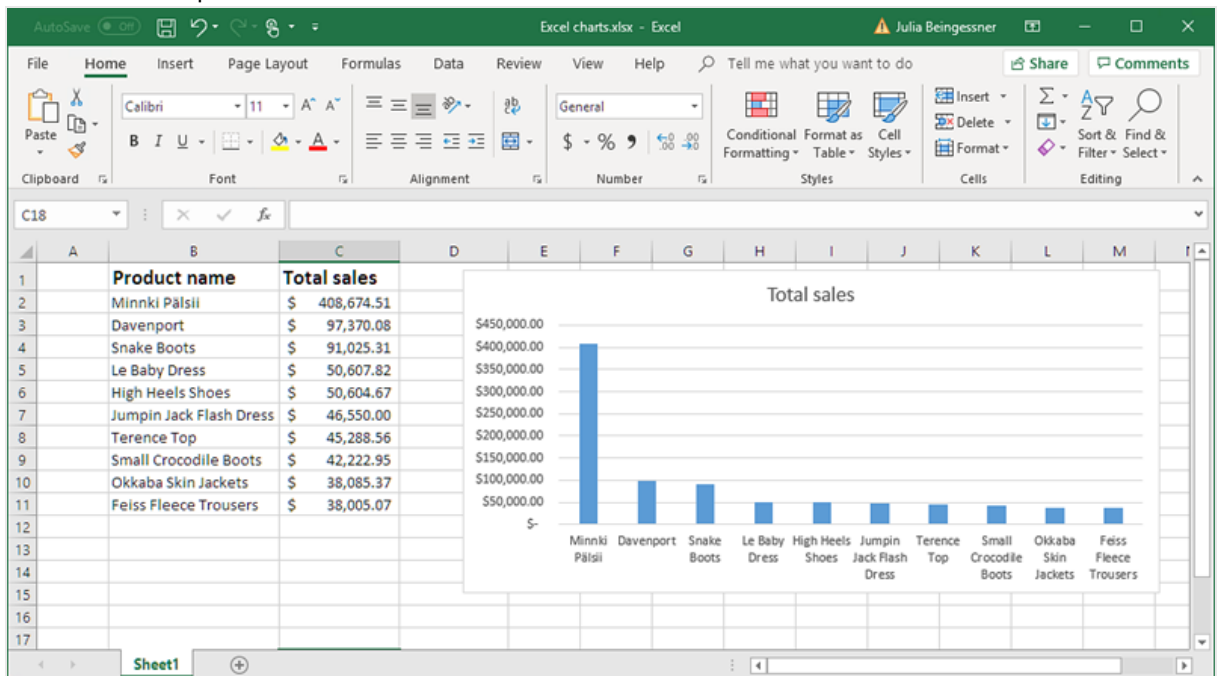 AutoSave Off Excel charts.xlsx - Excel Julia Beingessner
File Home Insert Page Layout Formulas Data Review View Help Tell me what you want to do Share Comments
Paste Calibri 11 General Conditional Formatting Format as Table Cell Styles Insert Delete Format Sort & Filter Find & Select
B I U $ % 
Clipboard Font Alignment Number Styles Cells Editing
C18 fx
A B C D E F G H I J K L M
1 Product name Total sales
2 Minnki Pälsii $ 408,674.51
3 Davenport $ 97,370.08
4 Snake Boots $ 91,025.31
5 Le Baby Dress $ 50,607.82
6 High Heels Shoes $ 50,604.67
7 Jumpin Jack Flash Dress $ 46,550.00
8 Terence Top $ 45,288.56
9 Small Crocodile Boots $ 42,222.95
10 Okkaba Skin Jackets $ 38,085.37
11 Feiss Fleece Trousers $ 38,005.07
12
13
14
15
16
17
Total sales
$450,000.00
$400,000.00
$350,000.00
$300,000.00
$250,000.00
$200,000.00
$150,000.00
$100,000.00
$50,000.00
$-
Minnki Davenport Snake Le Baby High Heels Jumpin Terence Small Okkaba Feiss
Pälsii Boots Dress Shoes Jack Flash Top Crocodile Skin Fleece
Dress Boots Jackets Trousers
Sheet1